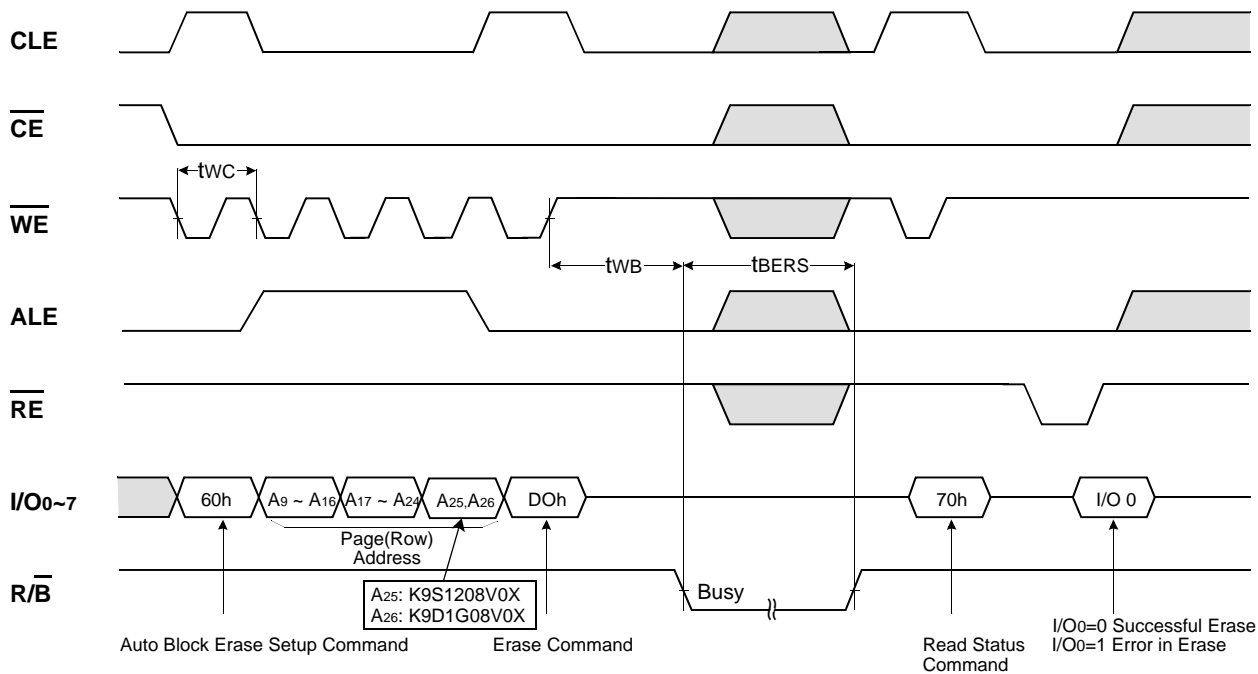 CLE
CE
tWC
WE
tWB
tBERS
ALE
RE
I/O0~7
60h
A9 ~ A16
A17 ~ A24
A25,A26
DOh
70h
I/O 0
Page(Row)
Address
R/B
A25: K9S1208V0X
A26: K9D1G08V0X
Busy
Auto Block Erase Setup Command
Erase Command
Read Status
Command
I/O0=0 Successful Erase
I/O0=1 Error in Erase